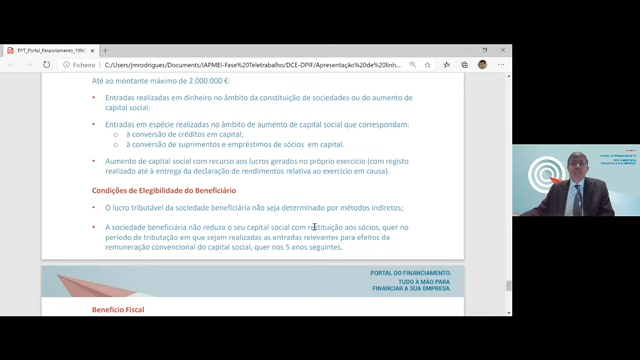 PPT_Portal_Financiamento_19N
Ficheiro
C:/Users/jmrodrigues/Documents/IAPMEI-Fase%20Teletrabalho/DCE-DPIF/Apresentação%20de%20linh
Até ao montante máximo de 2.000.000 €:
• Entradas realizadas em dinheiro no âmbito da constituição de sociedades ou do aumento de
capital social;
• Entradas em espécie realizadas no âmbito de aumento de capital social que correspondam:
o à conversão de créditos em capital;
o à conversão de suprimentos e empréstimos de sócios em capital.
• Aumento de capital social com recurso aos lucros gerados no próprio exercício (com registo
realizado até à entrega da declaração de rendimentos relativa ao exercício em causa).
Condições de Elegibilidade do Beneficiário
• O lucro tributável da sociedade beneficiária não seja determinado por métodos indiretos;
• A sociedade beneficiária não reduza o seu capital social com restituição aos sócios, quer no
período de tributação em que sejam realizadas as entradas relevantes para efeitos da
remuneração convencional do capital social, quer nos 5 anos seguintes.
PORTAL DO FINANCIAMENTO.
TUDO À MÃO PARA
FINANCIAR A SUA EMPRESA.
Benefício Fiscal